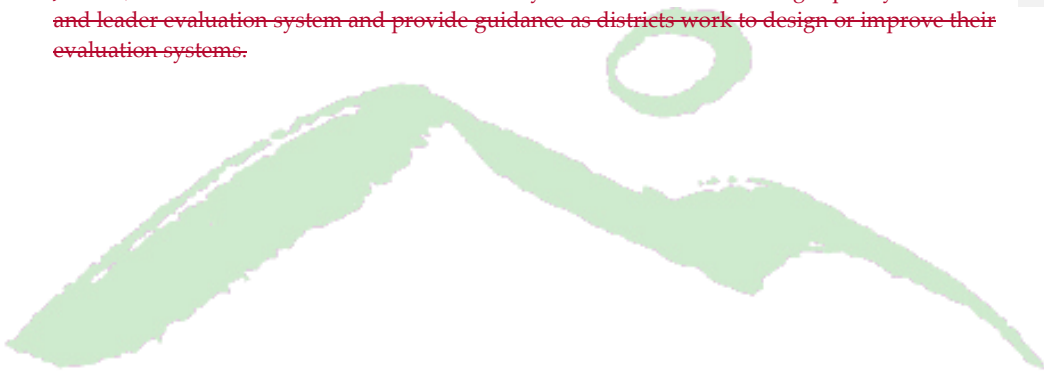 and leader evaluation system and provide guidance as districts work to design or improve their
evaluation systems.